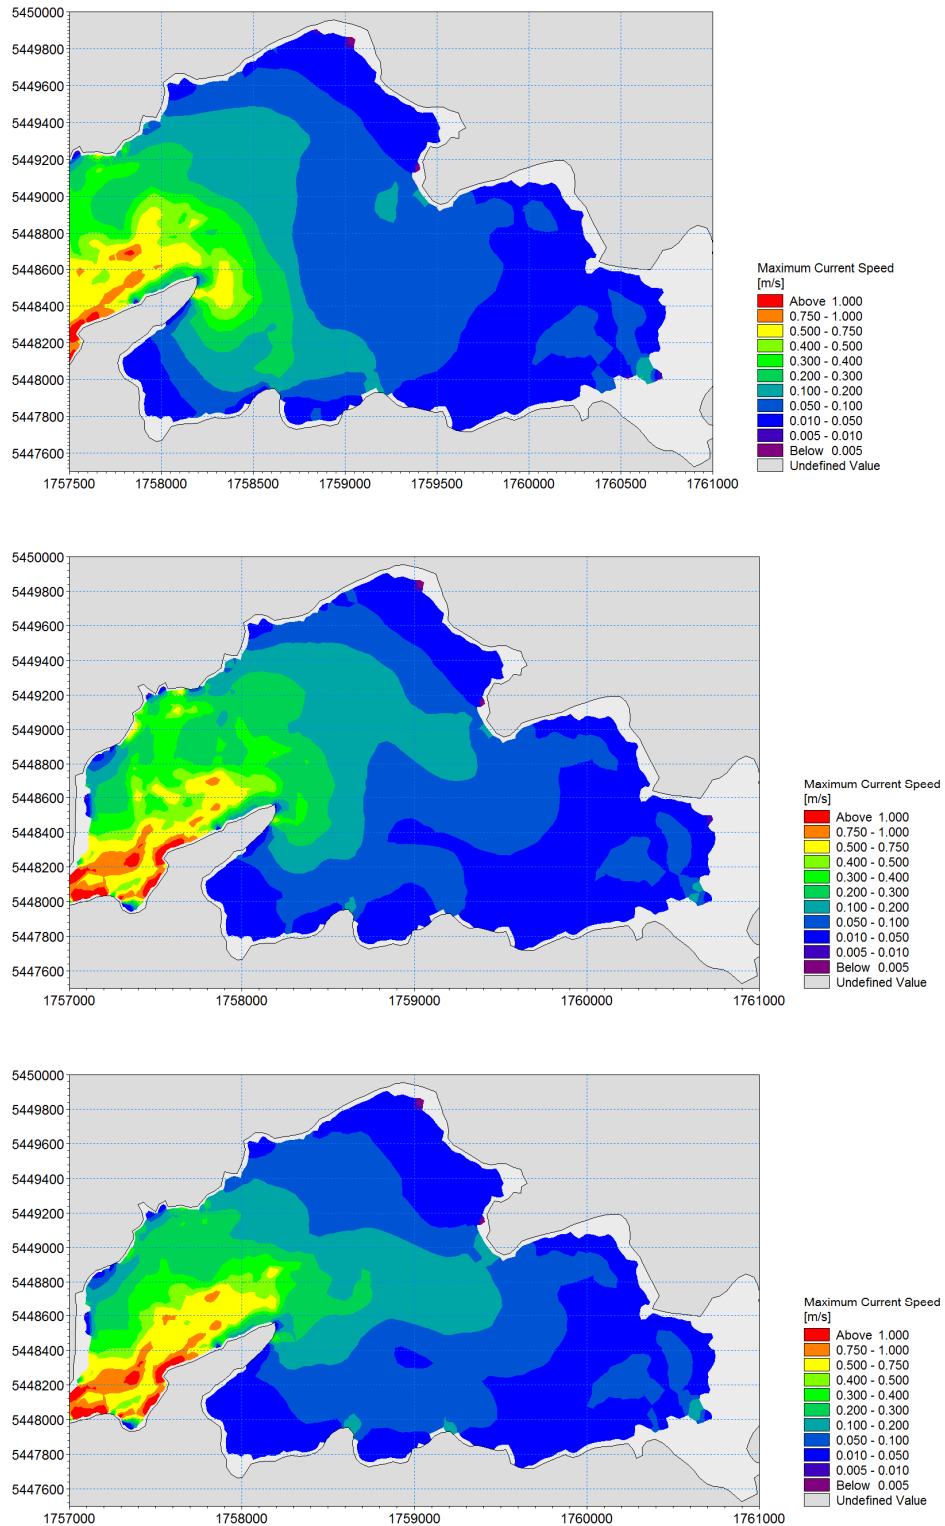 5450000
5449800
5449600
5449400
5449200
5449000
5448800
5448600
5448400
5448200
5448000
5447800
5447600
1757500 1758000 1758500 1759000 1759500 1760000 1760500 1761000
Maximum Current Speed
[m/s]
Above 1.000
0.750 - 1.000
0.500 - 0.750
0.400 - 0.500
0.300 - 0.400
0.200 - 0.300
0.100 - 0.200
0.050 - 0.100
0.010 - 0.050
0.005 - 0.010
Below 0.005
Undefined Value
5450000
5449800
5449600
5449400
5449200
5449000
5448800
5448600
5448400
5448200
5448000
5447800
5447600
1757000 1758000 1759000 1760000 1761000
Maximum Current Speed
[m/s]
Above 1.000
0.750 - 1.000
0.500 - 0.750
0.400 - 0.500
0.300 - 0.400
0.200 - 0.300
0.100 - 0.200
0.050 - 0.100
0.010 - 0.050
0.005 - 0.010
Below 0.005
Undefined Value
5450000
5449800
5449600
5449400
5449200
5449000
5448800
5448600
5448400
5448200
5448000
5447800
5447600
1757000 1758000 1759000 1760000 1761000
Maximum Current Speed
[m/s]
Above 1.000
0.750 - 1.000
0.500 - 0.750
0.400 - 0.500
0.300 - 0.400
0.200 - 0.300
0.100 - 0.200
0.050 - 0.100
0.010 - 0.050
0.005 - 0.010
Below 0.005
Undefined Value